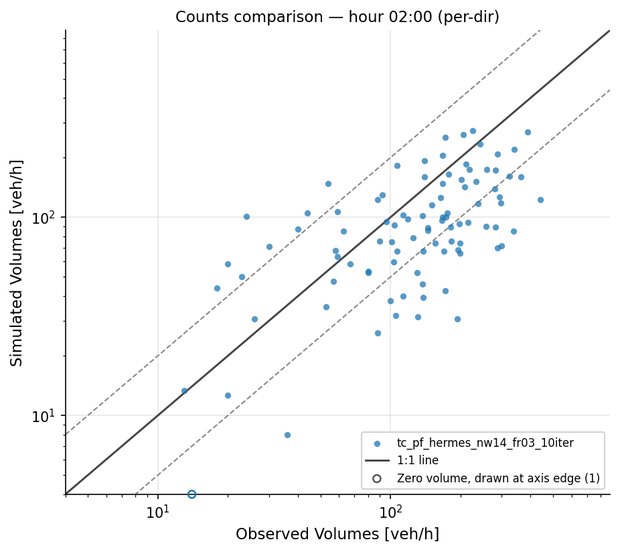 Counts comparison — hour 02:00 (per-dir)
Simulated Volumes [veh/h]
10²
10¹
tc_pf_hermes_nw14_fr03_10iter
1:1 line
Zero volume, drawn at axis edge (1)
10¹ 10²
Observed Volumes [veh/h]